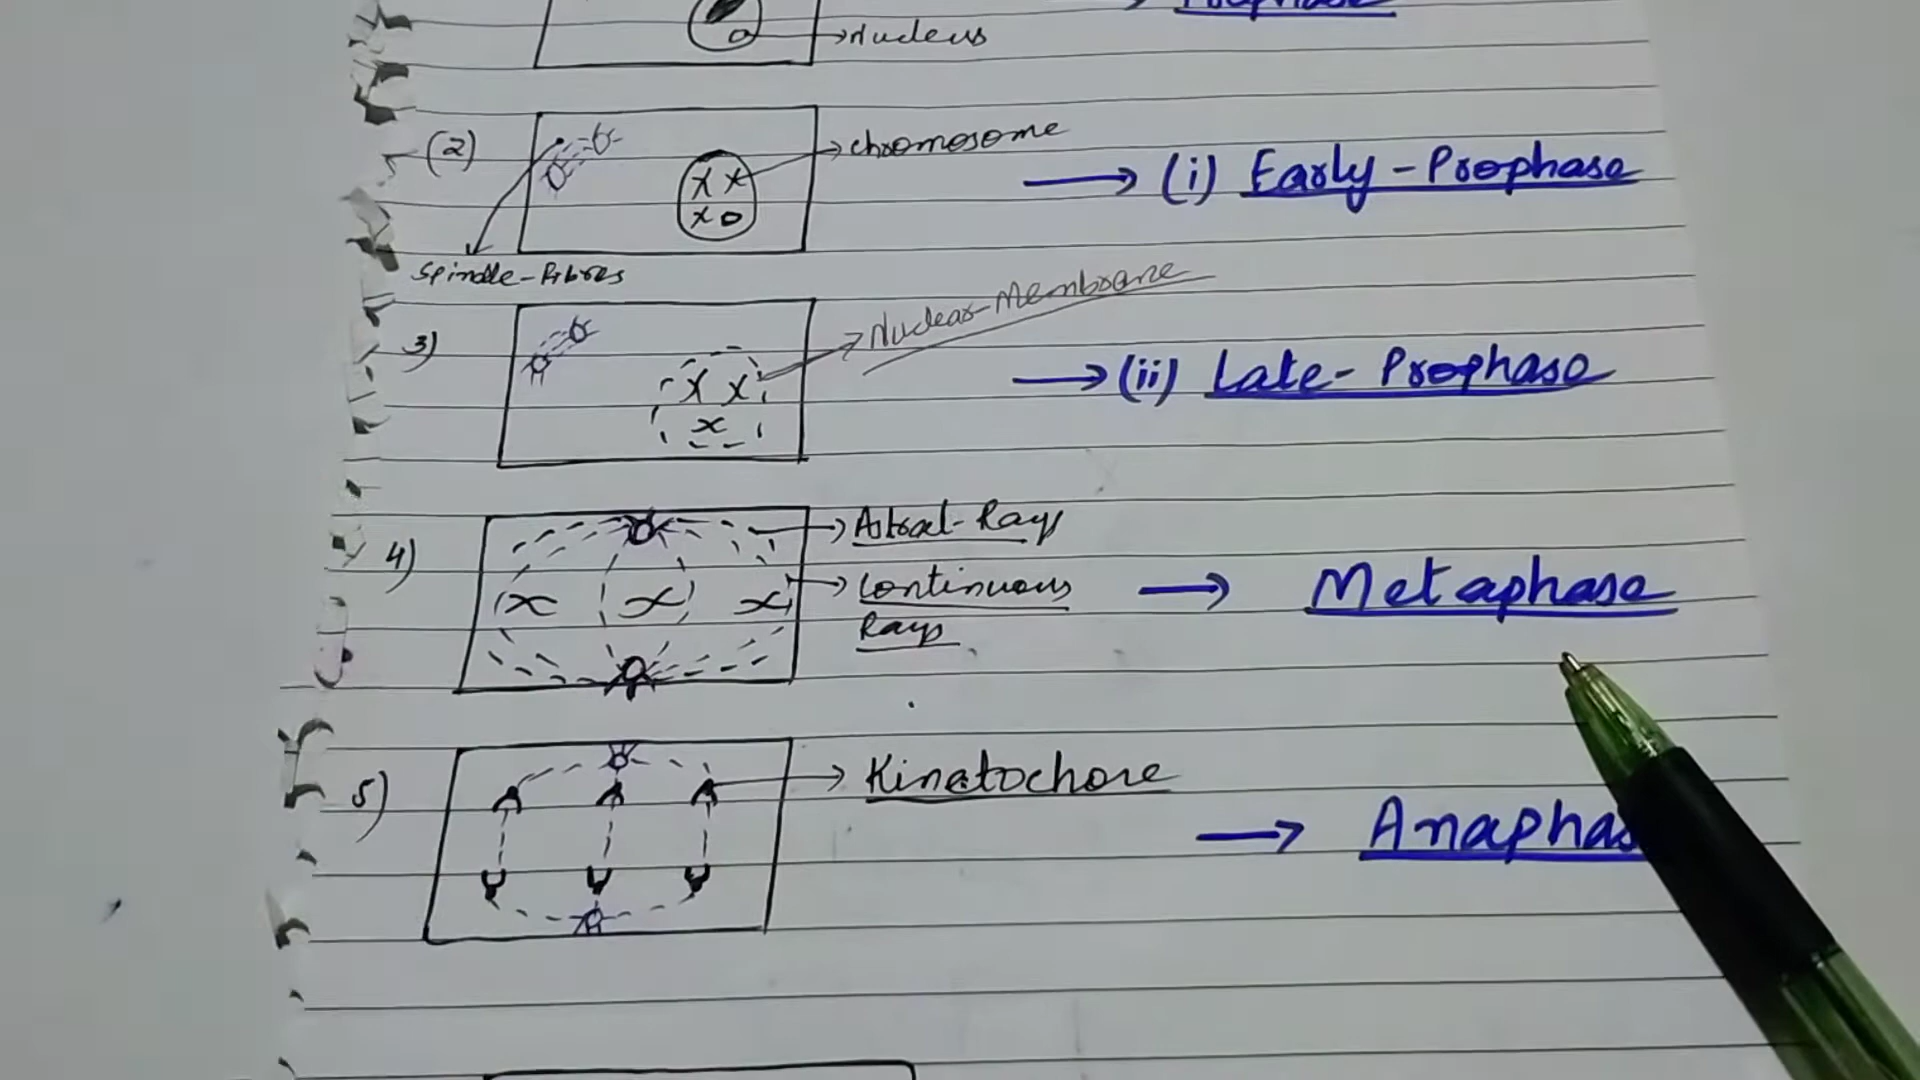 Nucleus
(2)
chromosome
(i) Early - Prophase
Spindle-Fibres
3)
Nuclear-Membrane
(ii) Late - Prophase
4)
Astral-Rays
Continuous
Rays
Metaphase
5)
Kinetochore
Anaphas